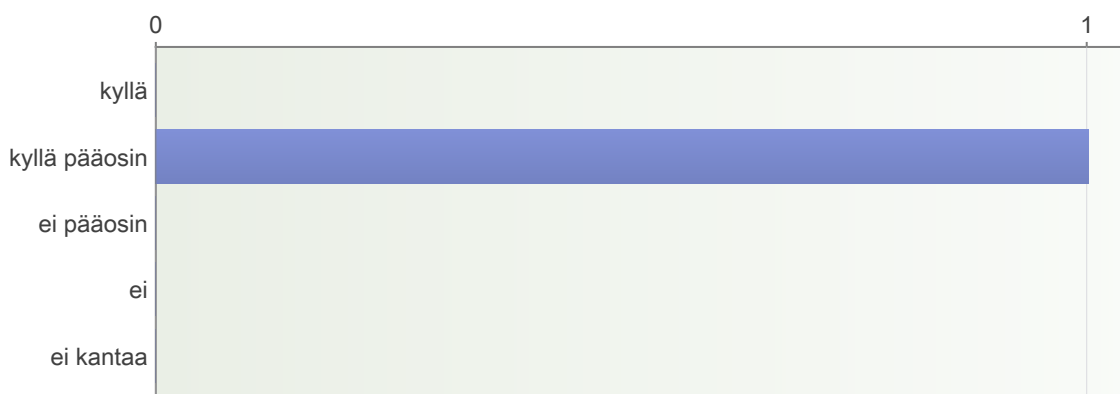 0 1
kyllä
kyllä pääosin
ei pääosin
ei
ei kantaa